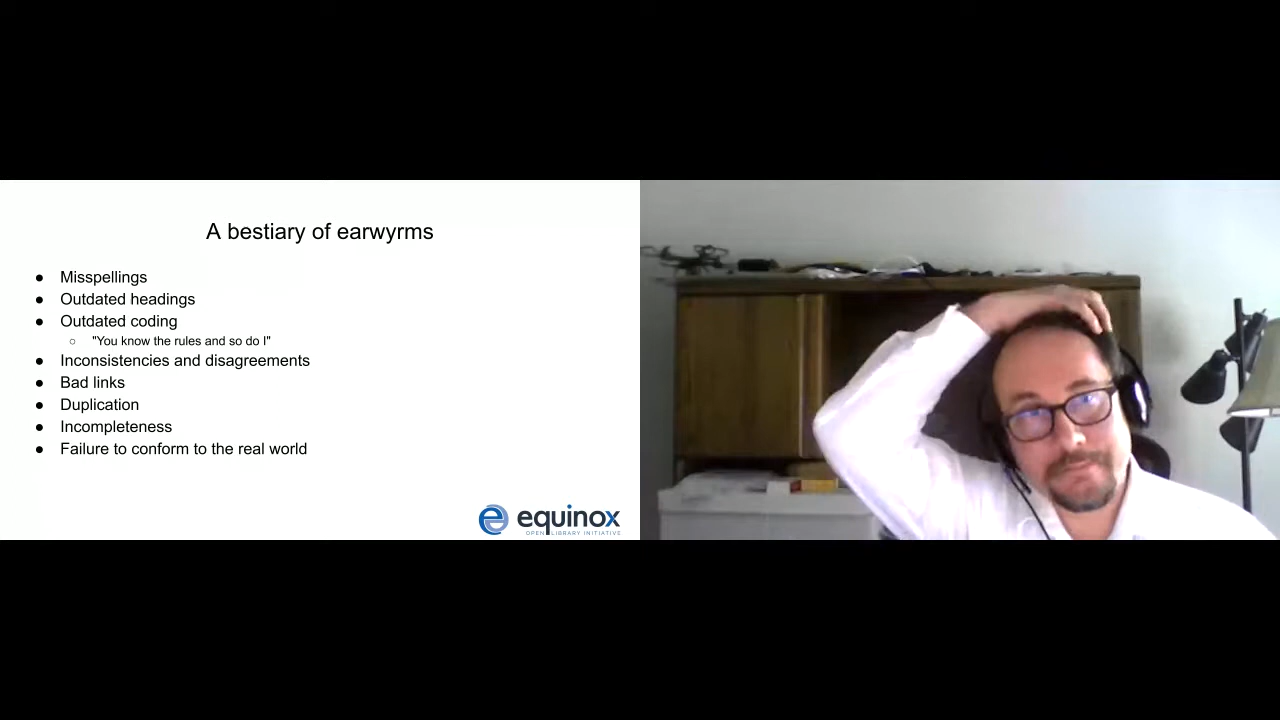 A bestiary of earwyrms
● Misspellings
● Outdated headings
● Outdated coding
○ "You know the rules and so do I"
● Inconsistencies and disagreements
● Bad links
● Duplication
● Incompleteness
● Failure to conform to the real world
equinox
OPEN LIBRARY INITIATIVE